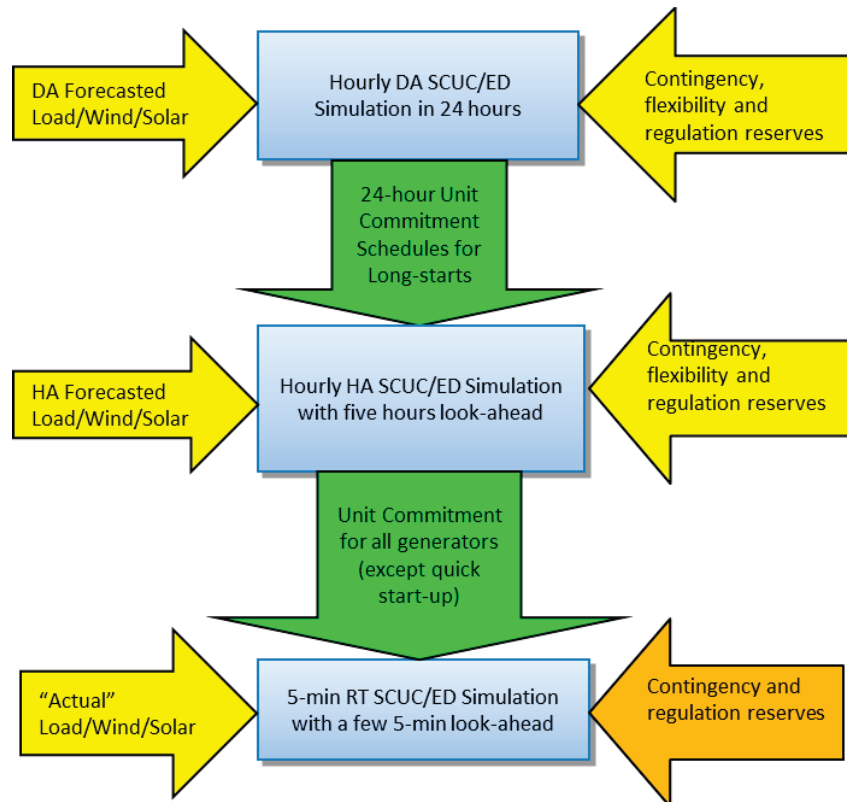 DA Forecasted
Load/Wind/Solar
Hourly DA SCUC/ED
Simulation in 24 hours
Contingency,
flexibility and
regulation reserves
24-hour Unit
Commitment
Schedules for
Long-starts
HA Forecasted
Load/Wind/Solar
Hourly HA SCUC/ED Simulation
with five hours look-ahead
Contingency,
flexibility and
regulation reserves
Unit Commitment
for all generators
(except quick
start-up)
“Actual”
Load/Wind/Solar
5-min RT SCUC/ED Simulation
with a few 5-min look-ahead
Contingency and
regulation reserves